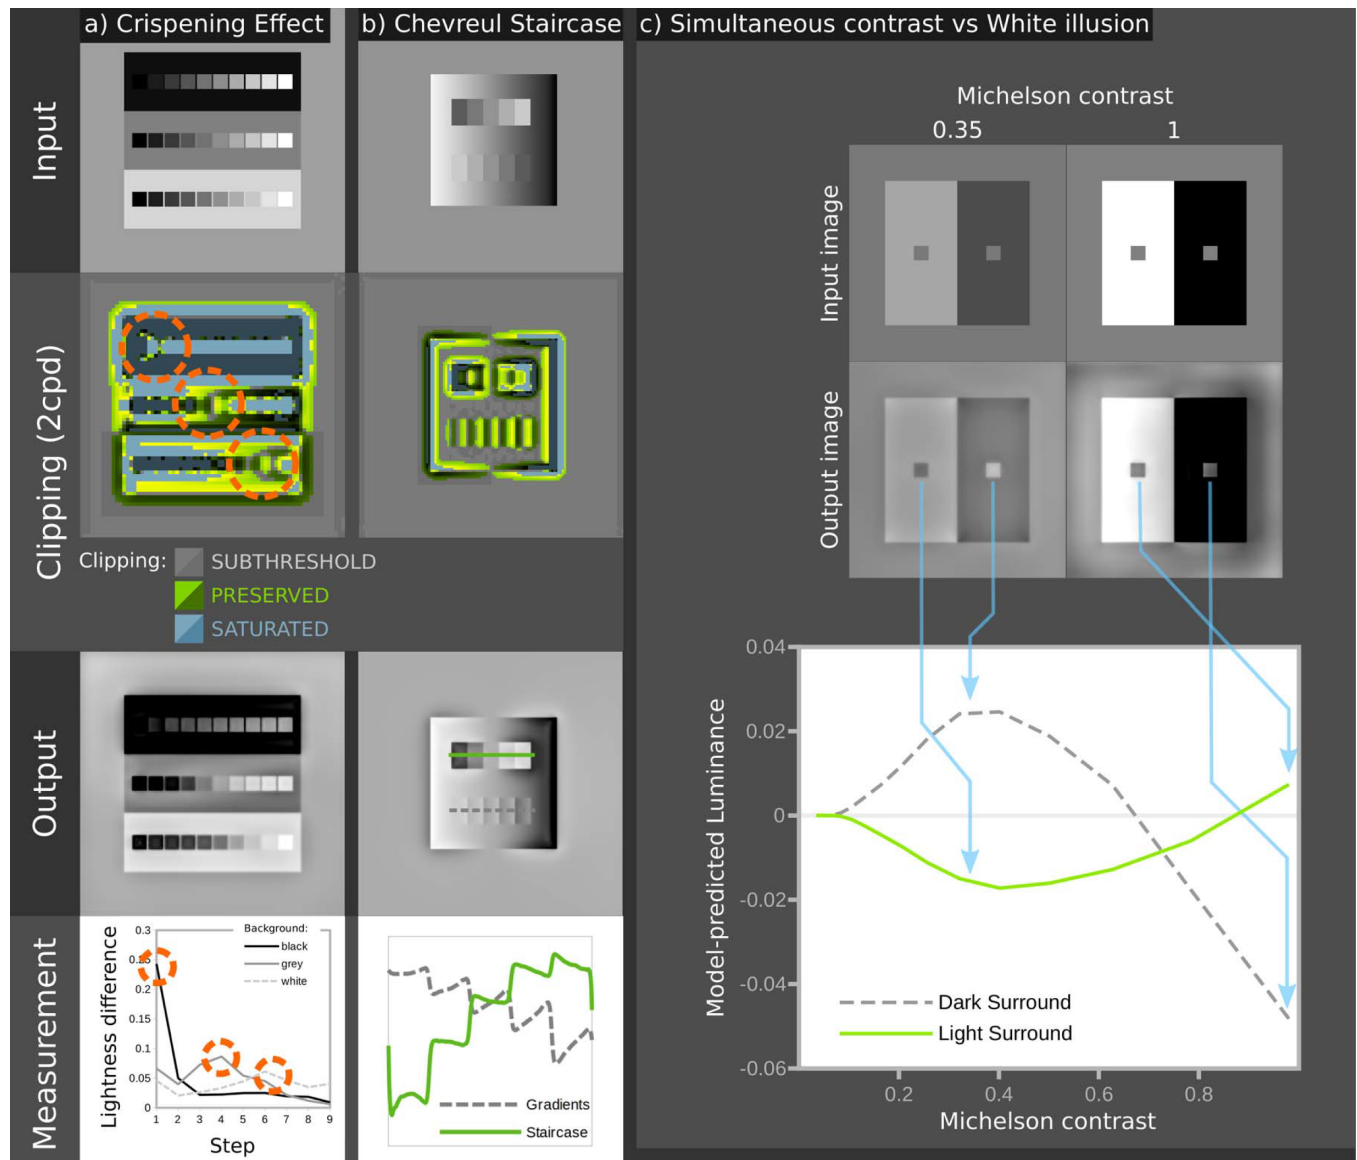 a) Crispening Effect
b) Chevreul Staircase
c) Simultaneous contrast vs White illusion
Input
Clipping (2cpd)
Clipping:
SUBTHRESHOLD
PRESERVED
SATURATED
Output
Measurement
Lightness difference
0.3
0.25
0.2
0.15
0.1
0.05
0
1 2 3 4 5 6 7 8 9
Step
Background:
black
grey
white
Gradients
Staircase
Michelson contrast
0.35 1
Input image
Output image
Model-predicted Luminance
0.04
0.02
0
-0.02
-0.04
-0.06
Dark Surround
Light Surround
0.2 0.4 0.6 0.8
Michelson contrast